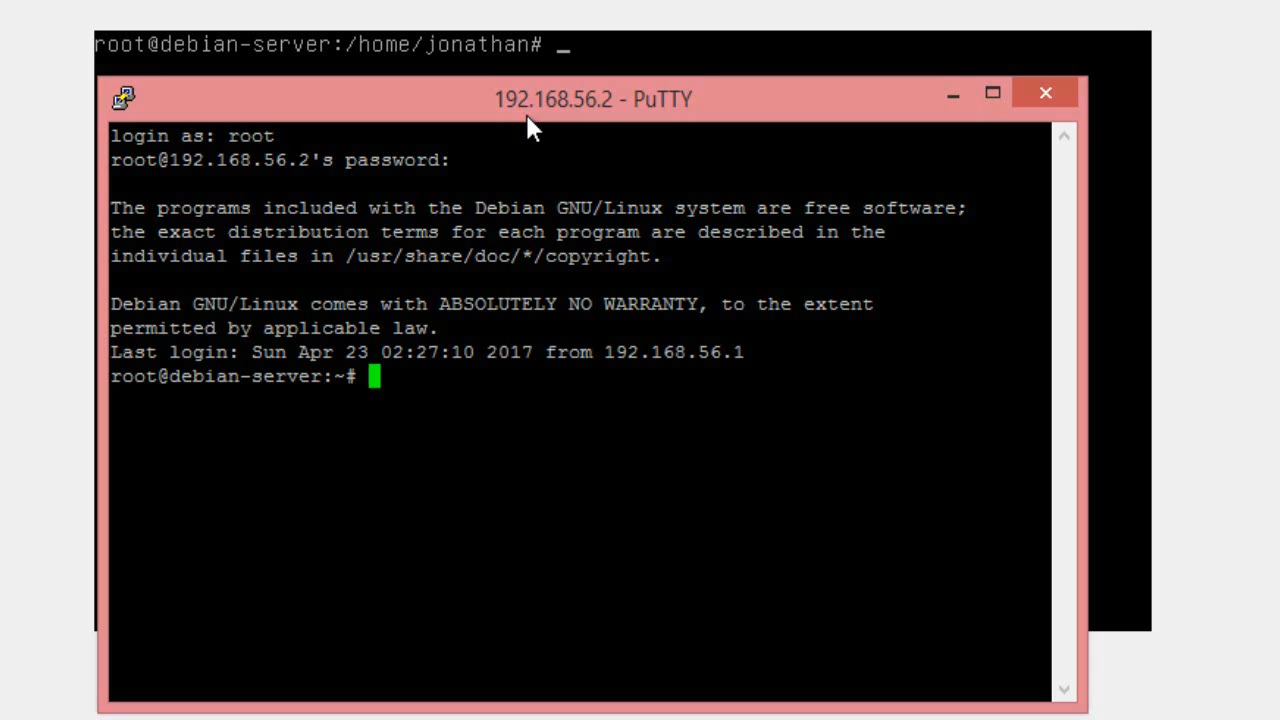 root@debian-server:/home/jonathan# _
192.168.56.2 - PuTTY
login as: root
root@192.168.56.2's password:
The programs included with the Debian GNU/Linux system are free software;
the exact distribution terms for each program are described in the
individual files in /usr/share/doc/*/copyright.
Debian GNU/Linux comes with ABSOLUTELY NO WARRANTY, to the extent
permitted by applicable law.
Last login: Sun Apr 23 02:27:10 2017 from 192.168.56.1
root@debian-server:~#